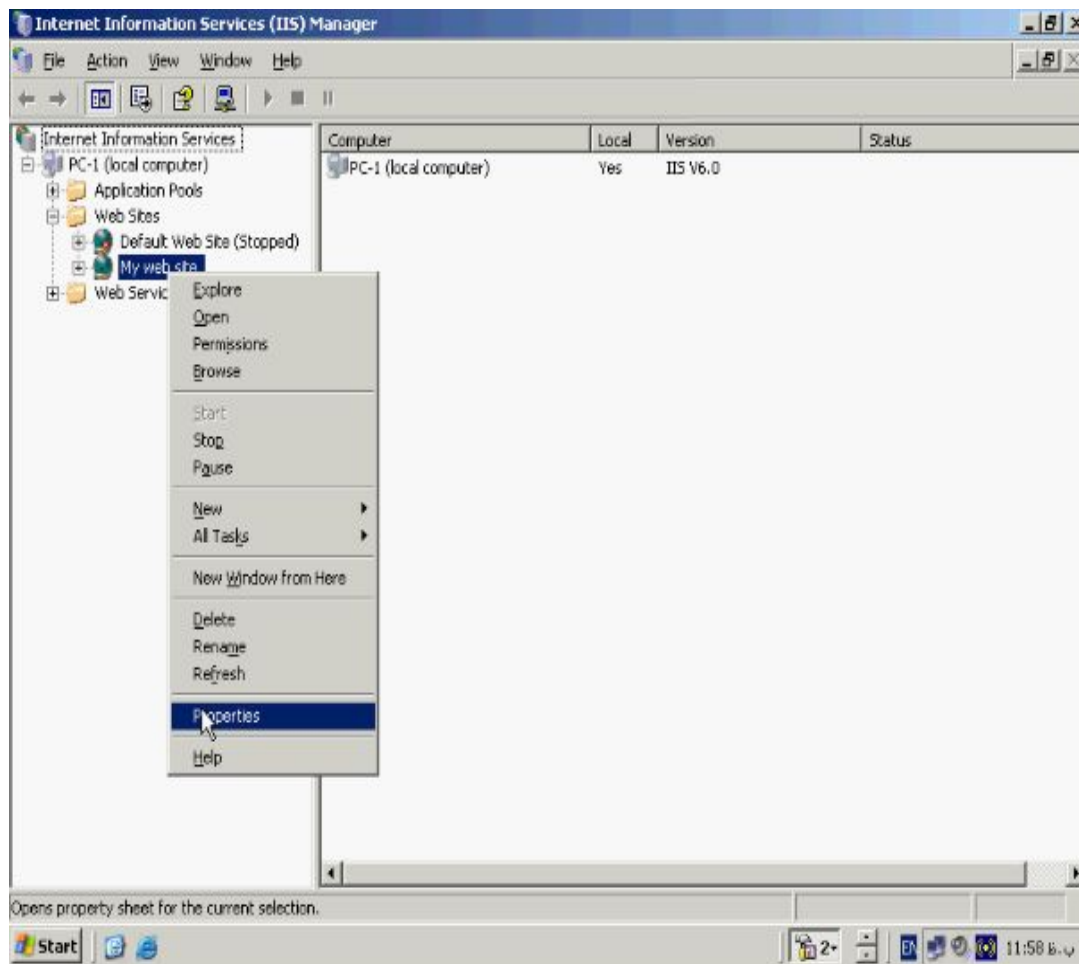 Internet Information Services (IIS) Manager
File Action View Window Help
Internet Information Services
Computer Local Version Status
PC-1 (local computer)
PC-1 (local computer) Yes IIS V6.0
Application Pools
Web Sites
Default Web Site (Stopped)
My web site
Web Servic
Explore
Open
Permissions
Browse
Start
Stop
Pause
New
All Tasks
New Window from Here
Delete
Rename
Refresh
Properties
Help
Opens property sheet for the current selection.
Start 2 EN 11:58 ب.ظ